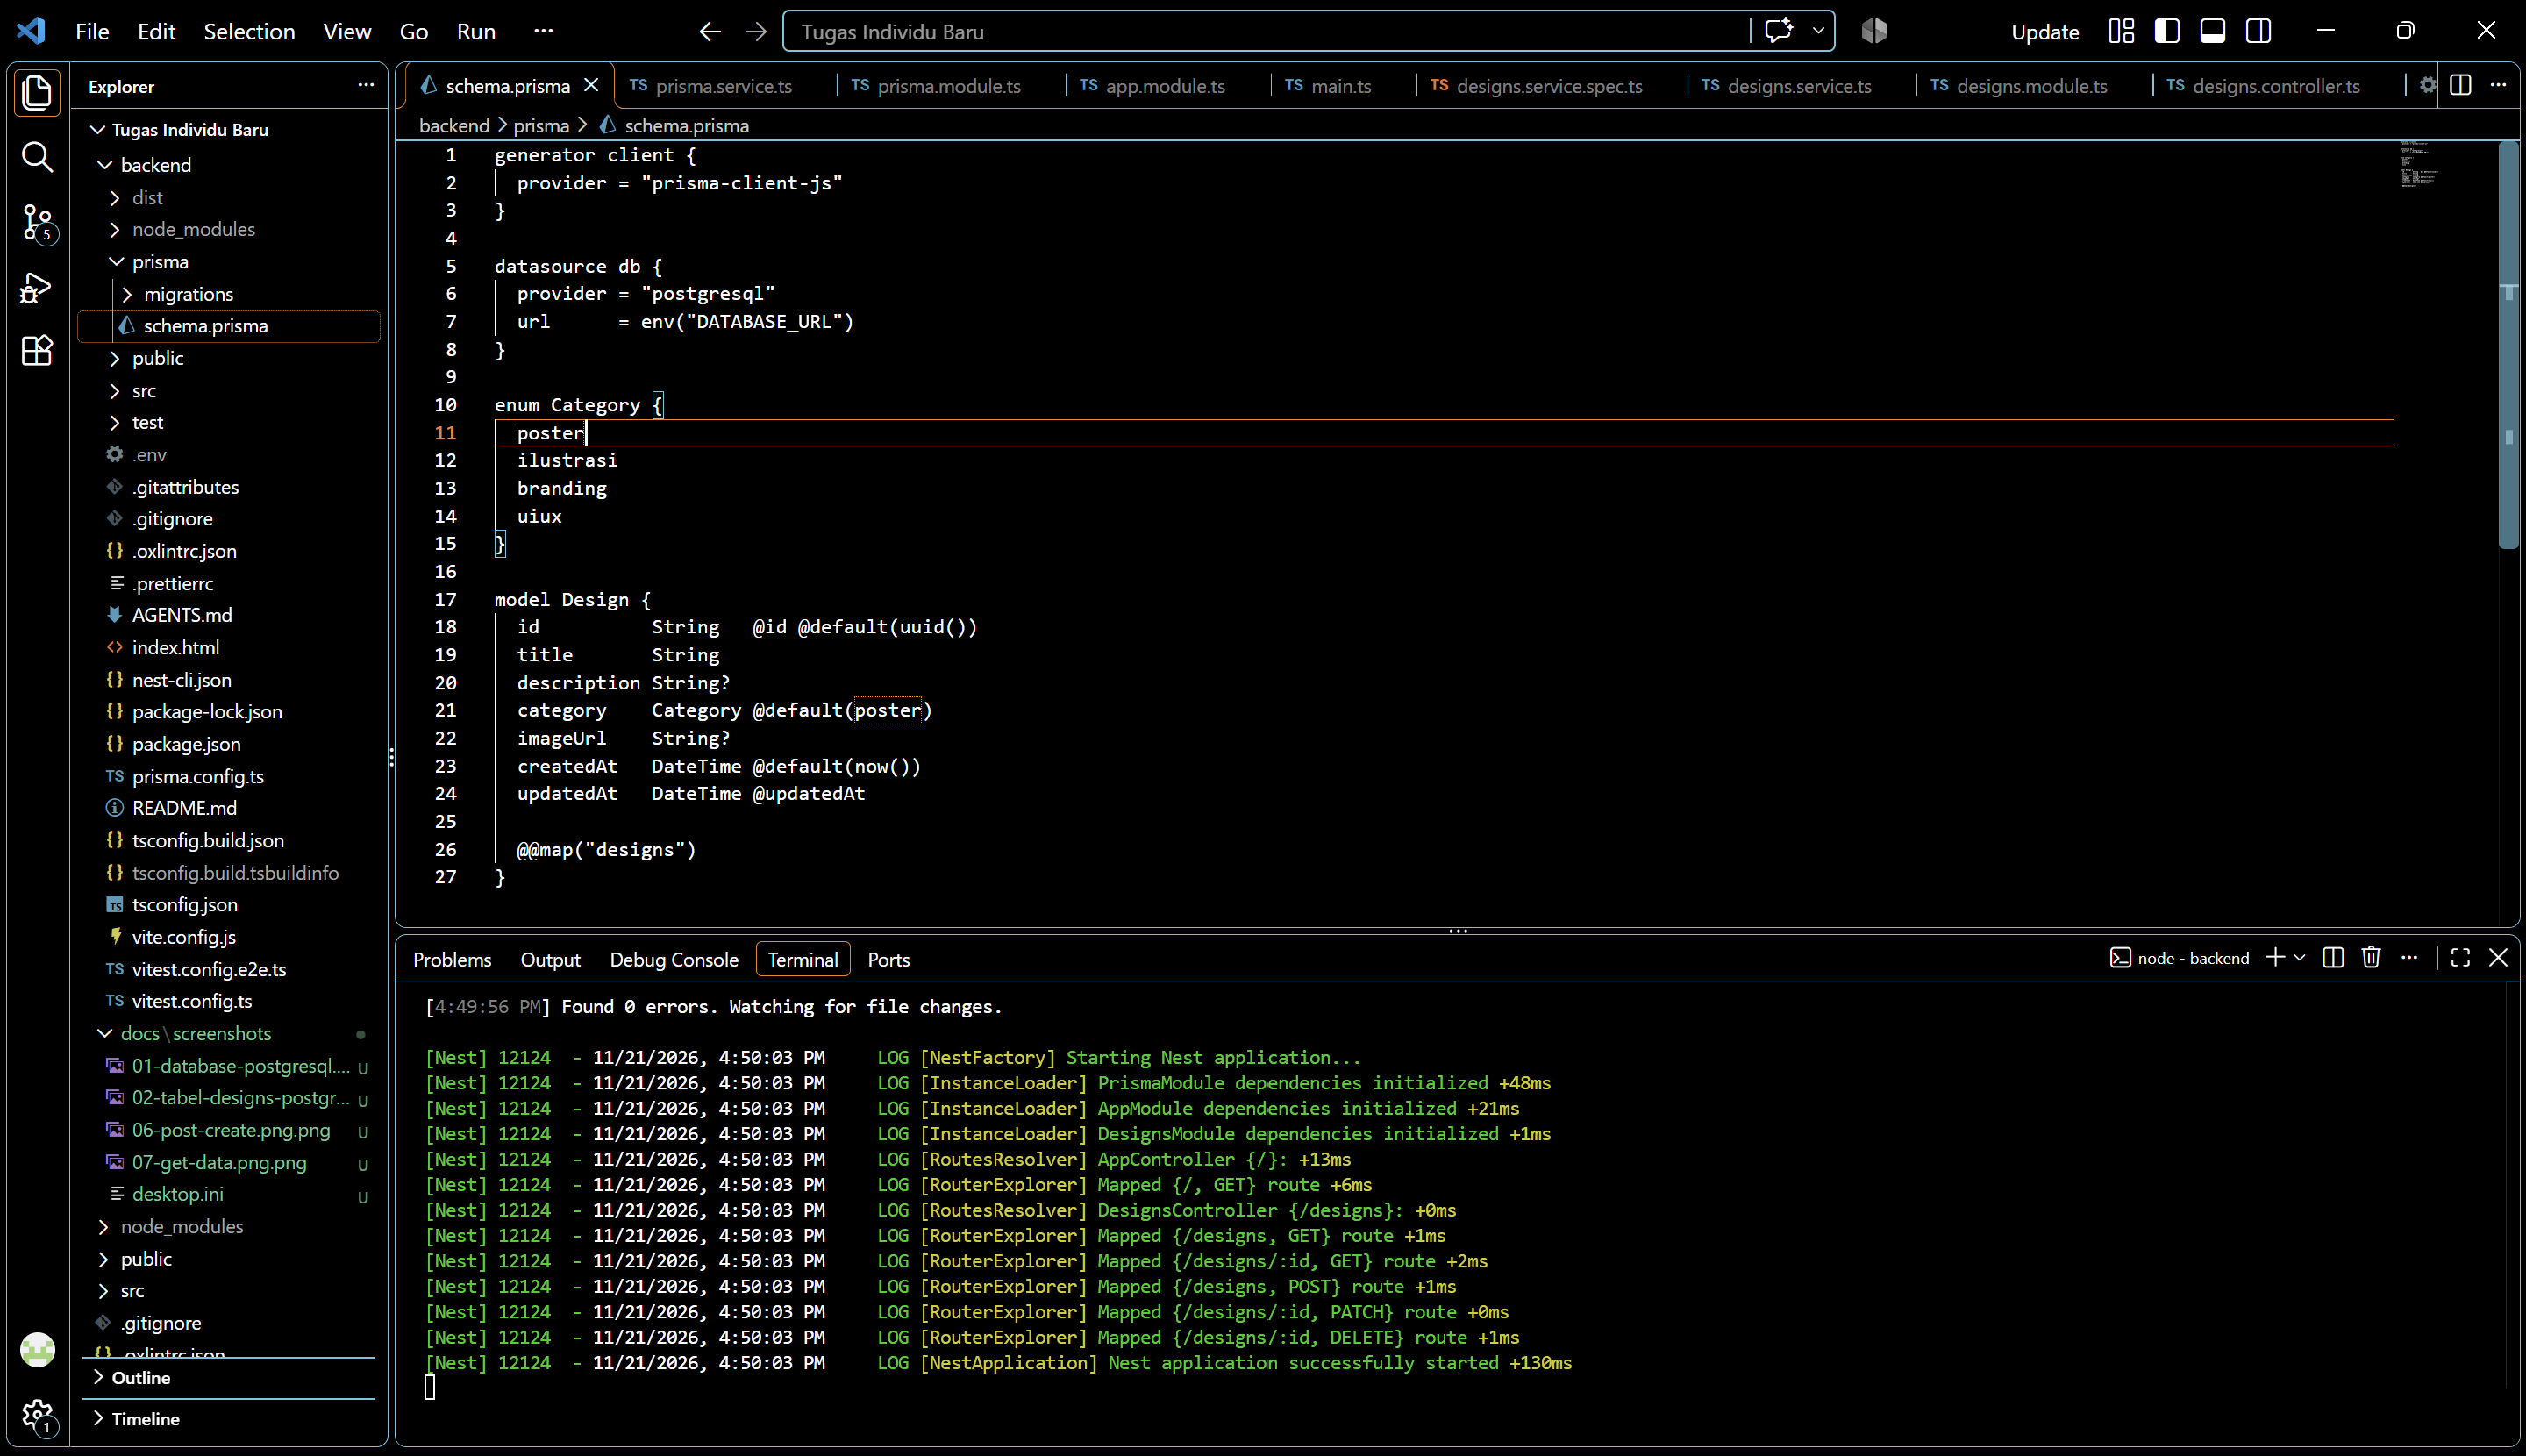 File Edit Selection View Go Run ...
Tugas Individu Baru
Update
Explorer ...
Tugas Individu Baru
backend
dist
node_modules
prisma
migrations
schema.prisma
public
src
test
.env
.gitattributes
.gitignore
{} .oxlintrc.json
.prettierrc
AGENTS.md
<> index.html
{} nest-cli.json
{} package-lock.json
{} package.json
TS prisma.config.ts
README.md
{} tsconfig.build.json
{} tsconfig.build.tsbuildinfo
TS tsconfig.json
vite.config.js
TS vitest.config.e2e.ts
TS vitest.config.ts
docs\screenshots
01-database-postgresql.... U
02-tabel-designs-postgr... U
06-post-create.png.png U
07-get-data.png.png U
desktop.ini U
node_modules
public
src
.gitignore
{} .oxlintrc.json
Outline
Timeline
5
1
schema.prisma TS prisma.service.ts TS prisma.module.ts TS app.module.ts TS main.ts TS designs.service.spec.ts TS designs.service.ts TS designs.module.ts TS designs.controller.ts ...
backend > prisma > schema.prisma
1 generator client {
2 provider = "prisma-client-js"
3 }
4
5 datasource db {
6 provider = "postgresql"
7 url = env("DATABASE_URL")
8 }
9
10 enum Category {
11 poster
12 ilustrasi
13 branding
14 uiux
15 }
16
17 model Design {
18 id String @id @default(uuid())
19 title String
20 description String?
21 category Category @default(poster)
22 imageUrl String?
23 createdAt DateTime @default(now())
24 updatedAt DateTime @updatedAt
25
26 @@map("designs")
27 }
Problems Output Debug Console Terminal Ports
node - backend
[4:49:56 PM] Found 0 errors. Watching for file changes.
[Nest] 12124 - 11/21/2026, 4:50:03 PM LOG [NestFactory] Starting Nest application...
[Nest] 12124 - 11/21/2026, 4:50:03 PM LOG [InstanceLoader] PrismaModule dependencies initialized +48ms
[Nest] 12124 - 11/21/2026, 4:50:03 PM LOG [InstanceLoader] AppModule dependencies initialized +21ms
[Nest] 12124 - 11/21/2026, 4:50:03 PM LOG [InstanceLoader] DesignsModule dependencies initialized +1ms
[Nest] 12124 - 11/21/2026, 4:50:03 PM LOG [RoutesResolver] AppController {/}: +13ms
[Nest] 12124 - 11/21/2026, 4:50:03 PM LOG [RouterExplorer] Mapped {/, GET} route +6ms
[Nest] 12124 - 11/21/2026, 4:50:03 PM LOG [RoutesResolver] DesignsController {/designs}: +0ms
[Nest] 12124 - 11/21/2026, 4:50:03 PM LOG [RouterExplorer] Mapped {/designs, GET} route +1ms
[Nest] 12124 - 11/21/2026, 4:50:03 PM LOG [RouterExplorer] Mapped {/designs/:id, GET} route +2ms
[Nest] 12124 - 11/21/2026, 4:50:03 PM LOG [RouterExplorer] Mapped {/designs, POST} route +1ms
[Nest] 12124 - 11/21/2026, 4:50:03 PM LOG [RouterExplorer] Mapped {/designs/:id, PATCH} route +0ms
[Nest] 12124 - 11/21/2026, 4:50:03 PM LOG [RouterExplorer] Mapped {/designs/:id, DELETE} route +1ms
[Nest] 12124 - 11/21/2026, 4:50:03 PM LOG [NestApplication] Nest application successfully started +130ms